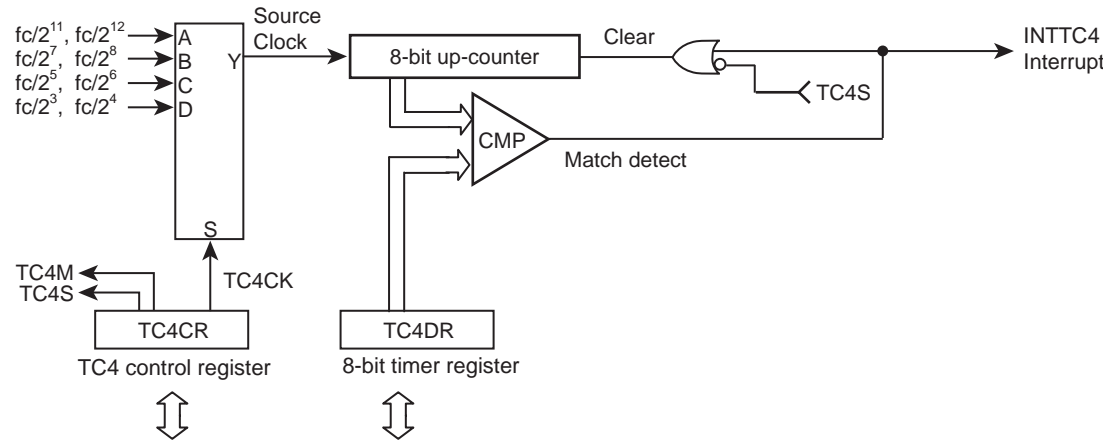 fc/2¹¹, fc/2¹²
fc/2⁷, fc/2⁸
fc/2⁵, fc/2⁶
fc/2³, fc/2⁴
A
B
C
D
Y
S
Source
Clock
8-bit up-counter
Clear
INTTC4
Interrupt
TC4S
CMP
Match detect
TC4M
TC4S
TC4CK
TC4CR
TC4 control register
TC4DR
8-bit timer register